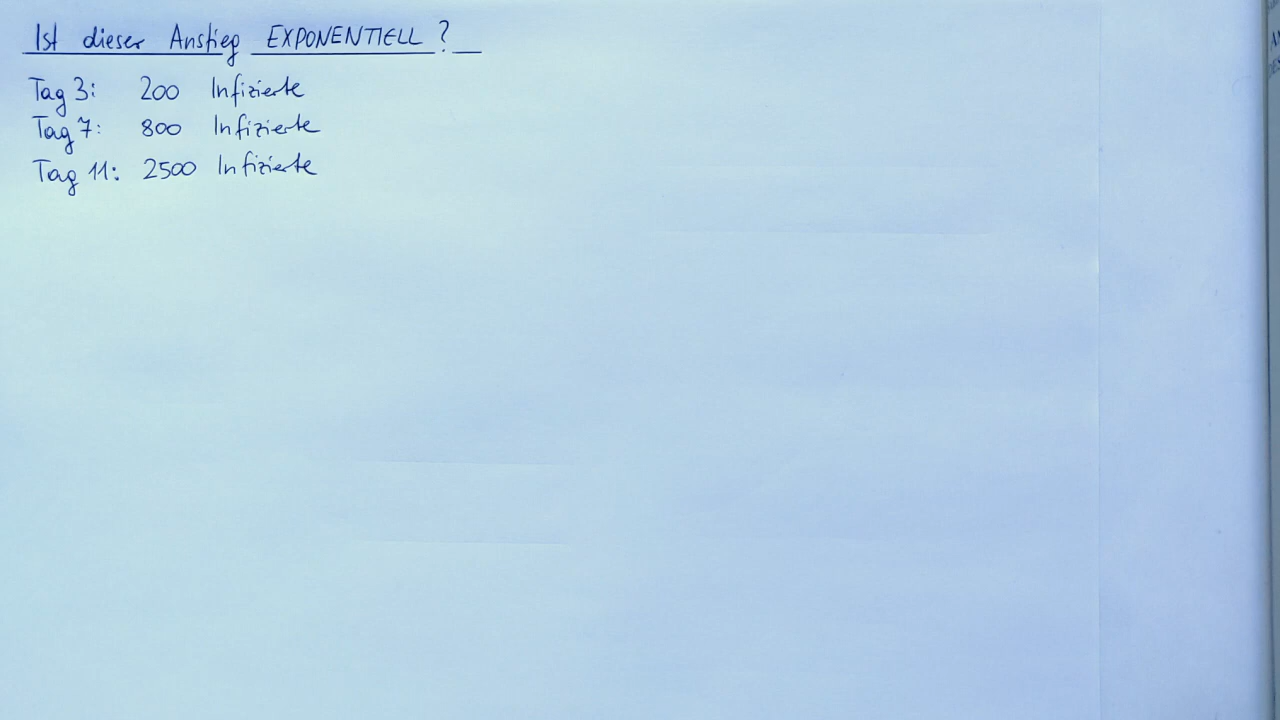 Ist dieser Anstieg EXPONENTIELL?
Tag 3: 200 Infizierte
Tag 7: 800 Infizierte
Tag 11: 2500 Infizierte